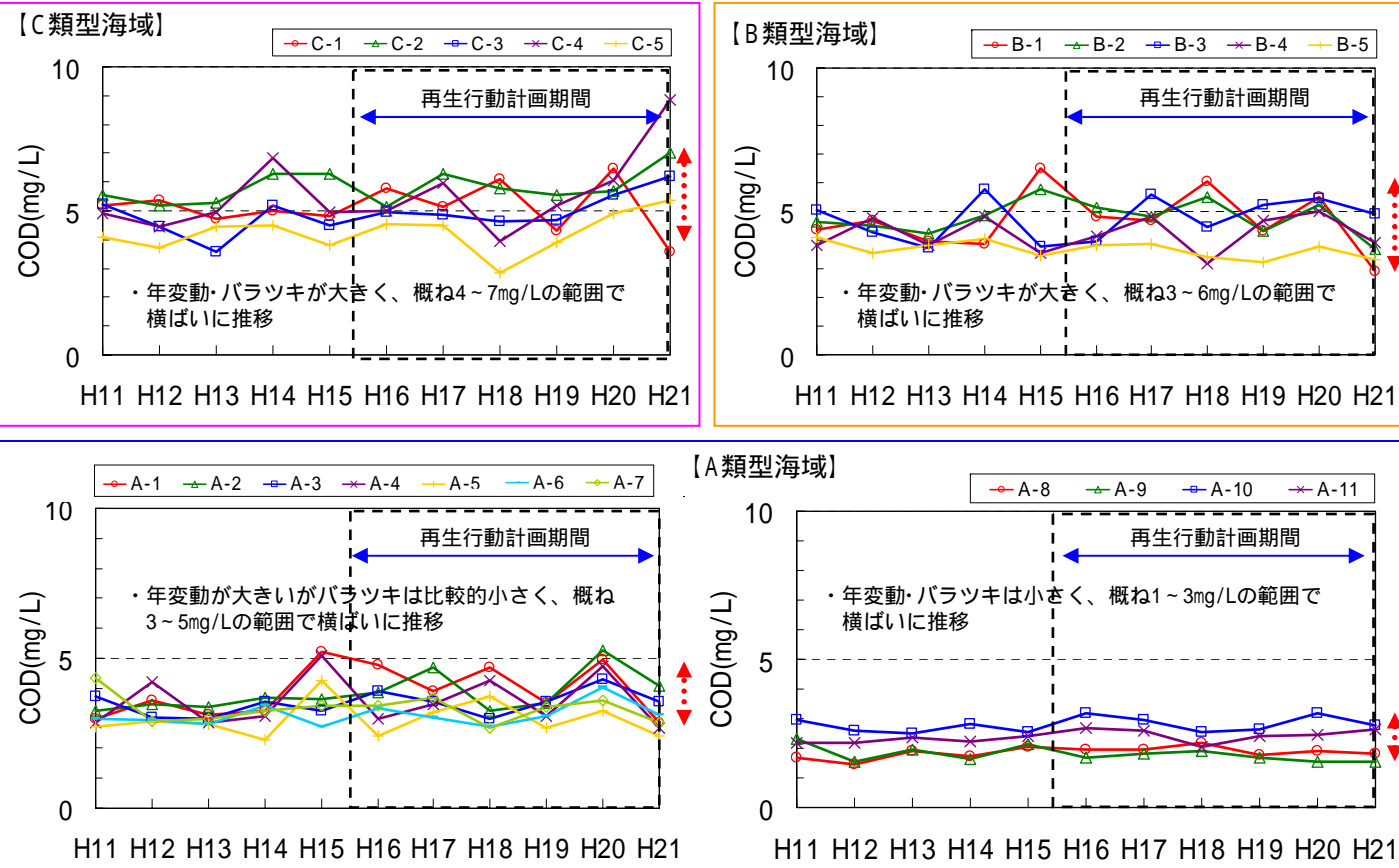 【C類型海域】
C-1 C-2 C-3 C-4 C-5
10
再生行動計画期間
COD(mg/L)
5
・年変動・バラツキが大きく、概ね4～7mg/Lの範囲で
横ばいに推移
0
H11 H12 H13 H14 H15 H16 H17 H18 H19 H20 H21
【B類型海域】
B-1 B-2 B-3 B-4 B-5
10
再生行動計画期間
COD(mg/L)
5
・年変動・バラツキが大きく、概ね3～6mg/Lの範囲で
横ばいに推移
0
H11 H12 H13 H14 H15 H16 H17 H18 H19 H20 H21
【A類型海域】
A-1 A-2 A-3 A-4 A-5 A-6 A-7
10
再生行動計画期間
・年変動が大きいがバラツキは比較的小さく、概ね
3～5mg/Lの範囲で横ばいに推移
COD(mg/L)
5
0
H11 H12 H13 H14 H15 H16 H17 H18 H19 H20 H21
A-8 A-9 A-10 A-11
10
再生行動計画期間
・年変動・バラツキは小さく、概ね1～3mg/Lの範囲で
横ばいに推移
COD(mg/L)
5
0
H11 H12 H13 H14 H15 H16 H17 H18 H19 H20 H21